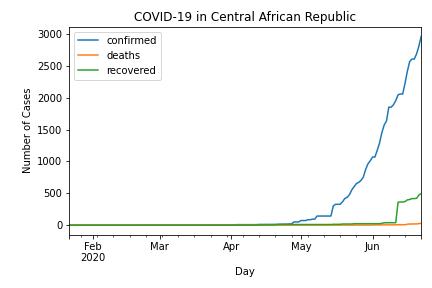 COVID-19 in Central African Republic
confirmed
deaths
recovered
Number of Cases
3000
2500
2000
1500
1000
500
0
Feb Mar Apr May Jun
2020
Day